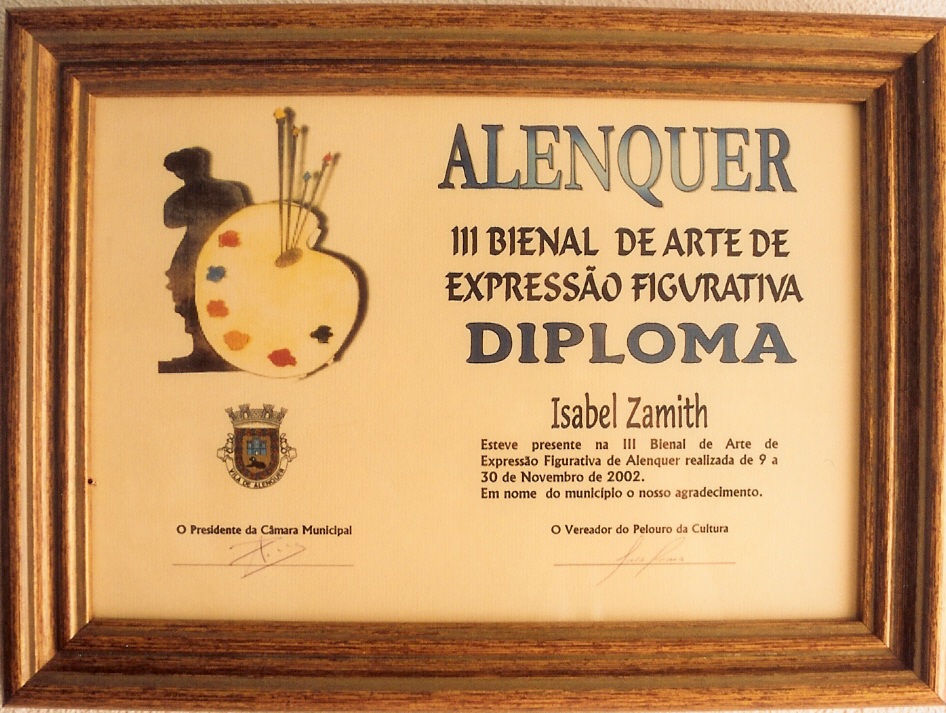 ALENQUER
III BIENAL DE ARTE DE
EXPRESSÃO FIGURATIVA
DIPLOMA
Isabel Zamith
Esteve presente na III Bienal de Arte de
Expressão Figurativa de Alenquer realizada de 9 a
30 de Novembro de 2002.
Em nome do município o nosso agradecimento.
VILA DE ALENQUER
O Presidente da Câmara Municipal
O Vereador do Pelouro da Cultura